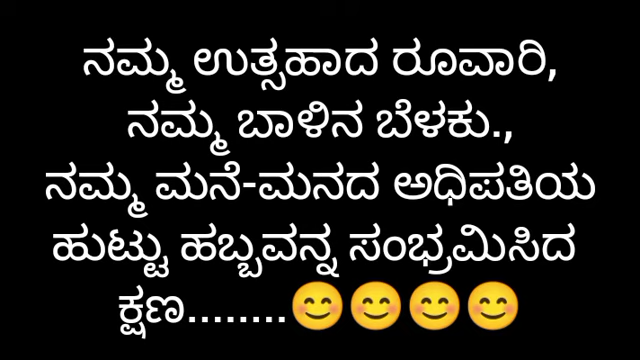 ನಮ್ಮ ಉತ್ಸಹಾದ ರೂವಾರಿ,
ನಮ್ಮ ಬಾಳಿನ ಬೆಳಕು.,
ನಮ್ಮ ಮನೆ-ಮನದ ಅಧಿಪತಿಯ
ಹುಟ್ಟು ಹಬ್ಬವನ್ನ ಸಂಭ್ರಮಿಸಿದ
ಕ್ಷಣ........😊😊😊😊